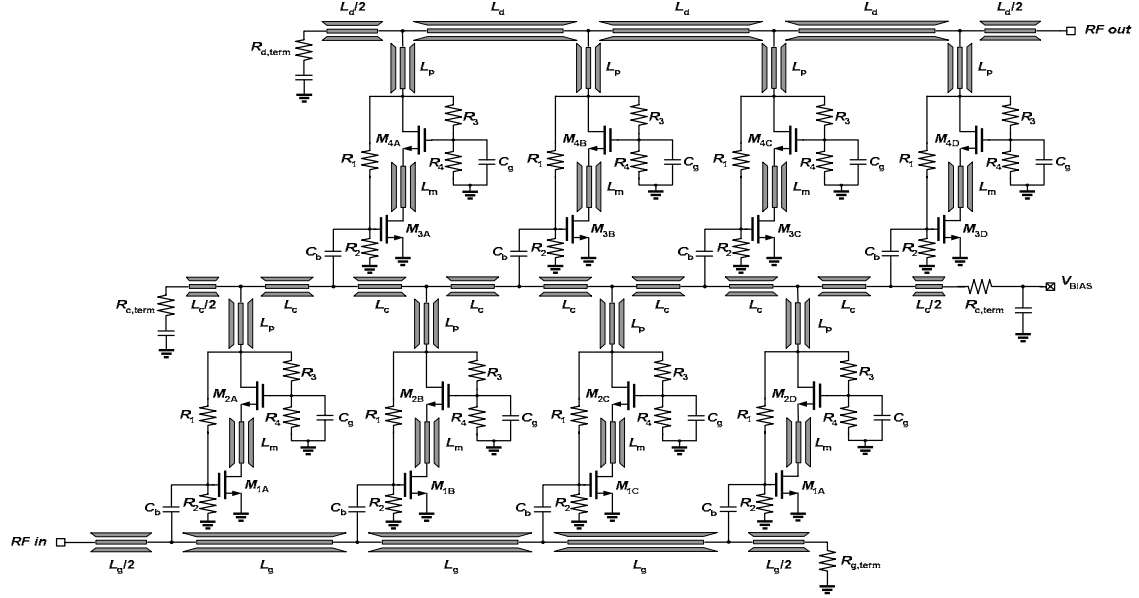 Ld/2 Ld Ld Ld Ld/2
Rd,term RF out
Lp Lp Lp Lp
R3 R3 R3 R3
M4A M4B M4C M4D
R1 R4 Cg R1 R4 Cg R1 R4 Cg R1 R4 Cg
Lm Lm Lm Lm
M3A M3B M3C M3D
Cb R2 Cb R2 Cb R2 Cb R2
VBIAS
Lc/2 Lc Lc Lc Lc Lc Lc Lc/2 Rc,term
Rc,term
Lp Lp Lp Lp
R3 R3 R3 R3
M2A M2B M2C M2D
R1 R4 Cg R1 R4 Cg R1 R4 Cg R1 R4 Cg
Lm Lm Lm Lm
M1A M1B M1C M1A
Cb R2 Cb R2 Cb R2 Cb R2
RF in
Lg/2 Lg Lg Lg Lg/2 Rg,term